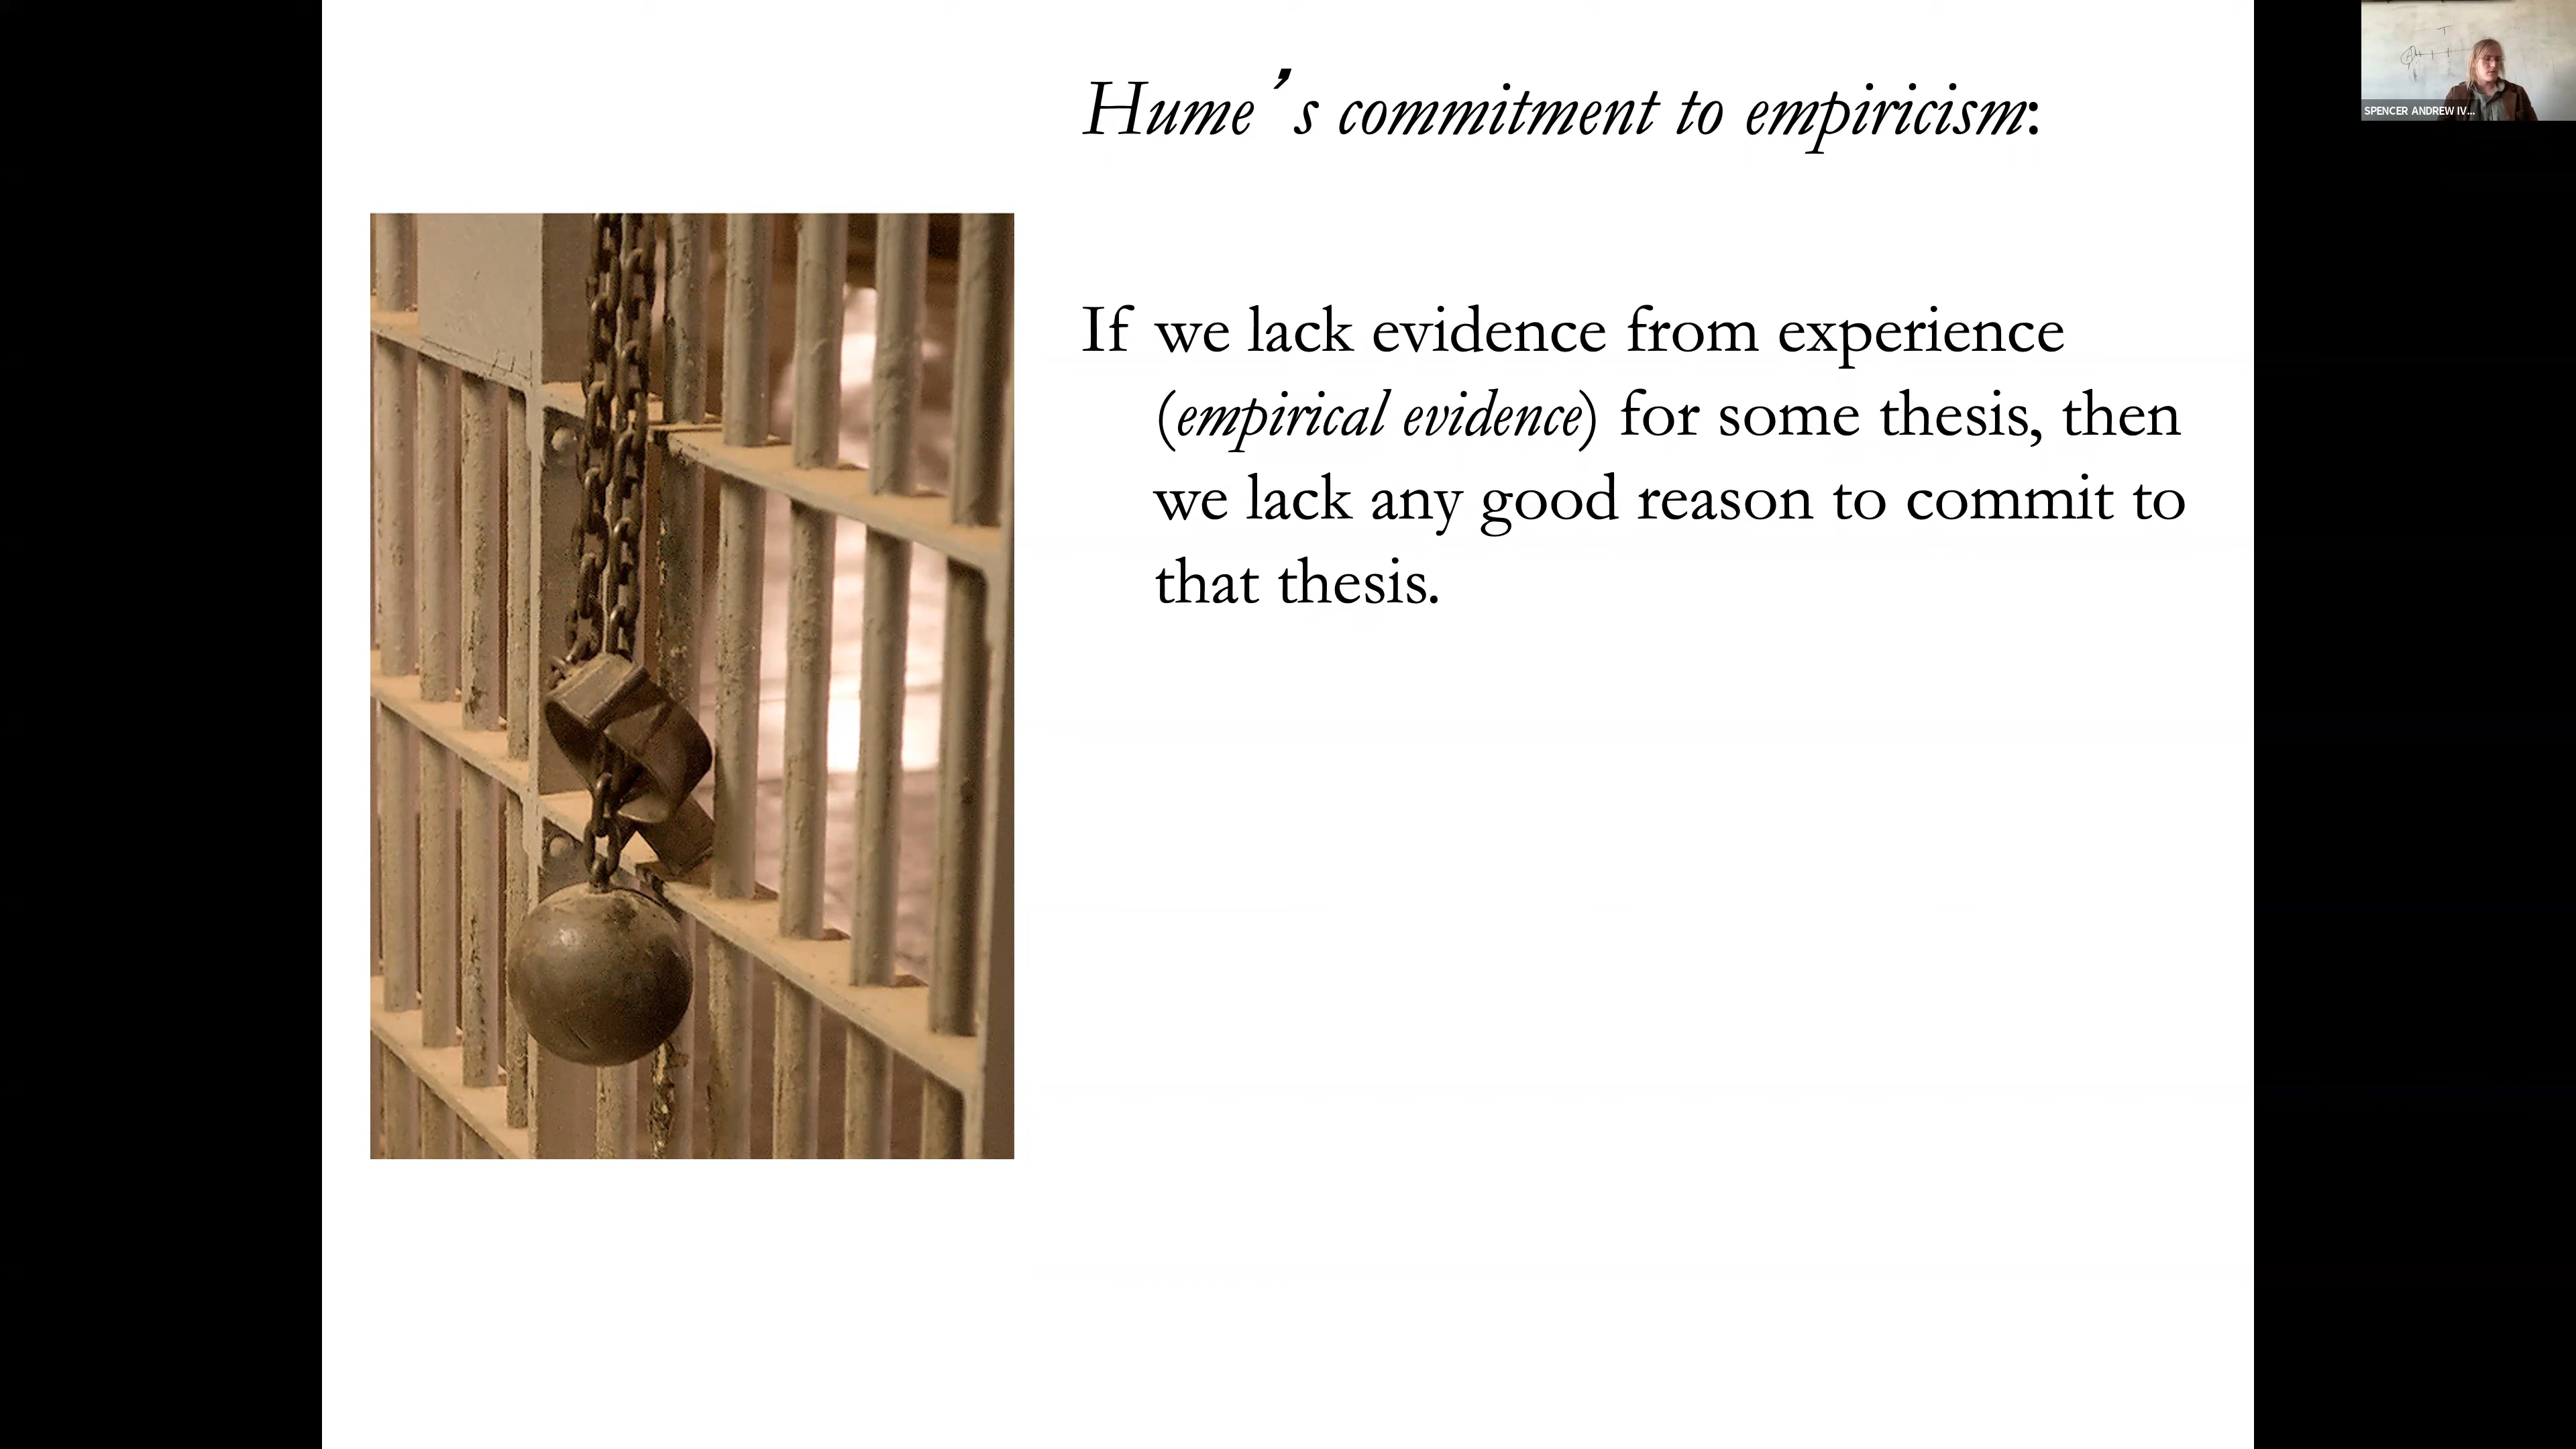 Hume's commitment to empiricism:
If we lack evidence from experience
(empirical evidence) for some thesis, then
we lack any good reason to commit to
that thesis.
SPENCER ANDREW IV...